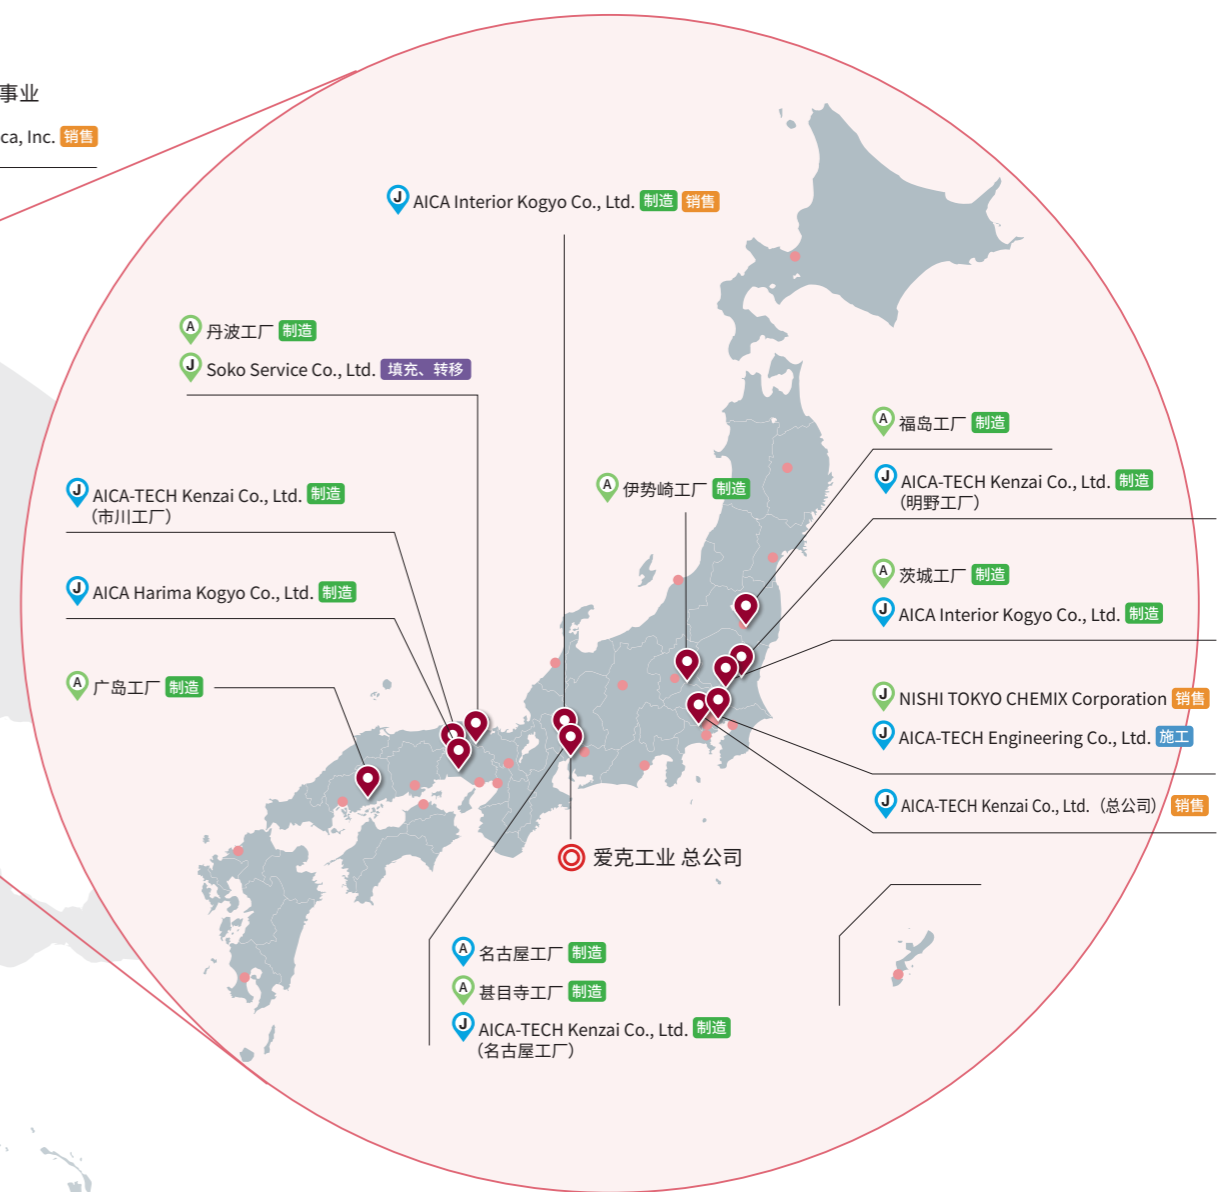 事业
ca, Inc. 销售
J AICA Interior Kogyo Co., Ltd. 制造 销售
A 丹波工厂 制造
J Soko Service Co., Ltd. 填充、转移
J AICA-TECH Kenzai Co., Ltd. 制造
（市川工厂）
J AICA Harima Kogyo Co., Ltd. 制造
A 广岛工厂 制造
A 伊势崎工厂 制造
A 福岛工厂 制造
J AICA-TECH Kenzai Co., Ltd. 制造
（明野工厂）
A 茨城工厂 制造
J AICA Interior Kogyo Co., Ltd. 制造
J NISHI TOKYO CHEMIX Corporation 销售
J AICA-TECH Engineering Co., Ltd. 施工
J AICA-TECH Kenzai Co., Ltd.（总公司） 销售
爱克工业 总公司
A 名古屋工厂 制造
A 甚目寺工厂 制造
J AICA-TECH Kenzai Co., Ltd. 制造
（名古屋工厂）